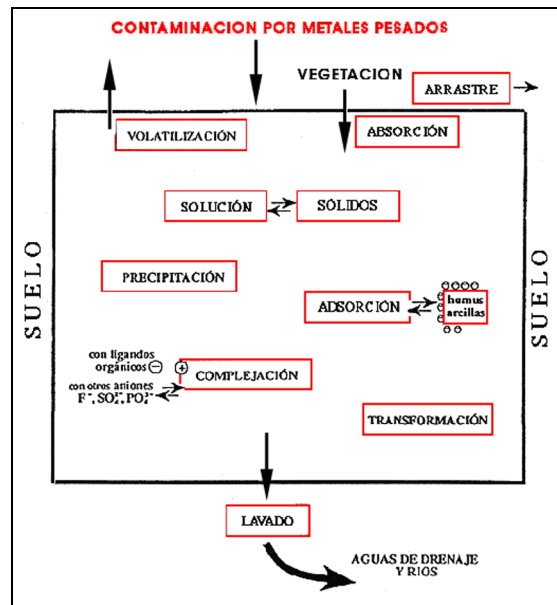 CONTAMINACION POR METALES PESADOS
VEGETACION
ARRASTRE
VOLATILIZACIÓN
ABSORCIÓN
SOLUCIÓN
SÓLIDOS
SUELO
SUELO
PRECIPITACIÓN
ADSORCIÓN
humus
arcillas
con ligandos
orgánicos
COMPLEJACIÓN
con otros aniones
TRANSFORMACIÓN
LAVADO
AGUAS DE DRENAJE
Y RIOS